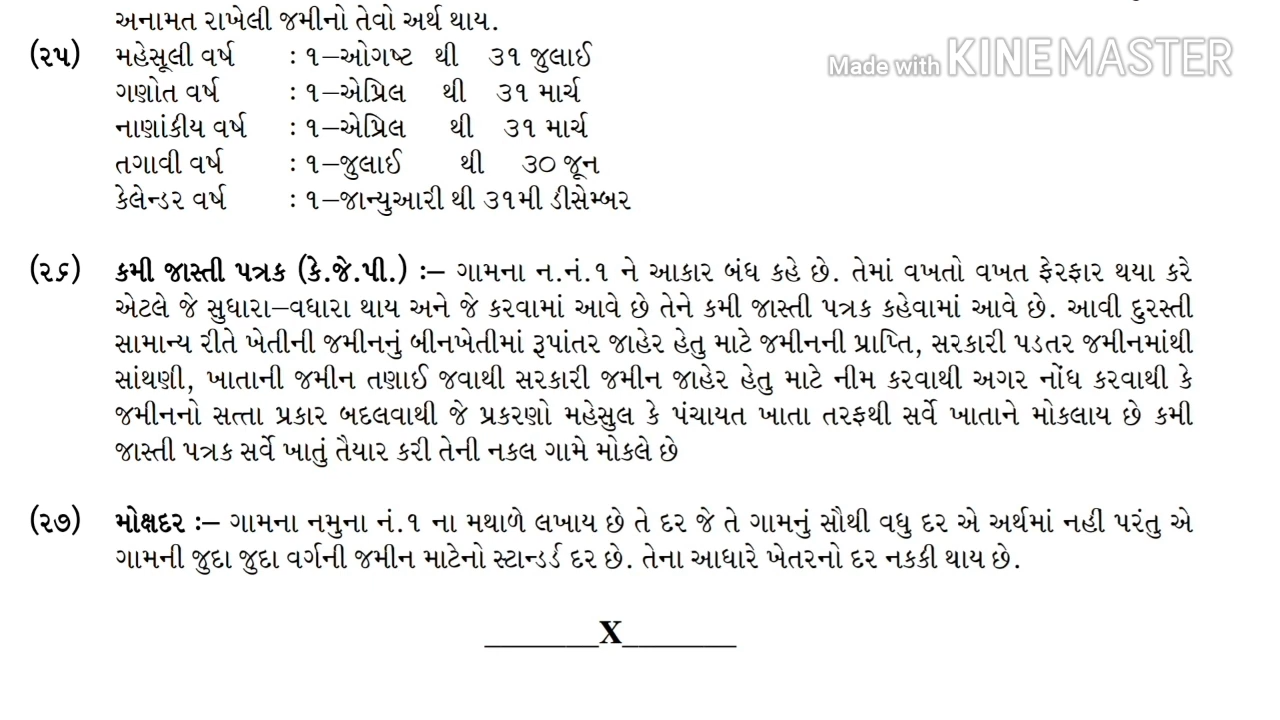 અનામત રાખેલી જમીનો તેવો અર્થ થાય.
(૨૫) મહેસૂલી વર્ષ : ૧–ઓગષ્ટ થી ૩૧ જુલાઈ
Made with KINEMASTER
ગણોત વર્ષ : ૧–એપ્રિલ થી ૩૧ માર્ચ
નાણાંકીય વર્ષ : ૧–એપ્રિલ થી ૩૧ માર્ચ
તગાવી વર્ષ : ૧–જુલાઈ થી ૩૦ જૂન
કેલેન્ડર વર્ષ : ૧–જાન્યુઆરી થી ૩૧મી ડીસેમ્બર
(૨૬) કમી જાસ્તી પત્રક (કે.જે.પી.) :– ગામના ન.નં.૧ ને આકાર બંધ કહે છે. તેમાં વખતો વખત ફેરફાર થયા કરે
એટલે જે સુધારા–વધારા થાય અને જે કરવામાં આવે છે તેને કમી જાસ્તી પત્રક કહેવામાં આવે છે. આવી દુરસ્તી
સામાન્ય રીતે ખેતીની જમીનનું બીનખેતીમાં રૂપાંતર જાહેર હેતુ માટે જમીનની પ્રાપ્તિ, સરકારી પડતર જમીનમાંથી
સાંથણી, ખાતાની જમીન તણાઈ જવાથી સરકારી જમીન જાહેર હેતુ માટે નીમ કરવાથી અગર નોંધ કરવાથી કે
જમીનનો સત્તા પ્રકાર બદલવાથી જે પ્રકરણો મહેસુલ કે પંચાયત ખાતા તરફથી સર્વે ખાતાને મોકલાય છે કમી
જાસ્તી પત્રક સર્વે ખાતું તૈયાર કરી તેની નકલ ગામે મોકલે છે
(૨૭) મોક્ષદર :– ગામના નમુના નં.૧ ના મથાળે લખાય છે તે દર જે તે ગામનું સૌથી વધુ દર એ અર્થમાં નહી પરંતુ એ
ગામની જુદા જુદા વર્ગની જમીન માટેનો સ્ટાન્ડર્ડ દર છે. તેના આધારે ખેતરનો દર નકકી થાય છે.
_______X_______